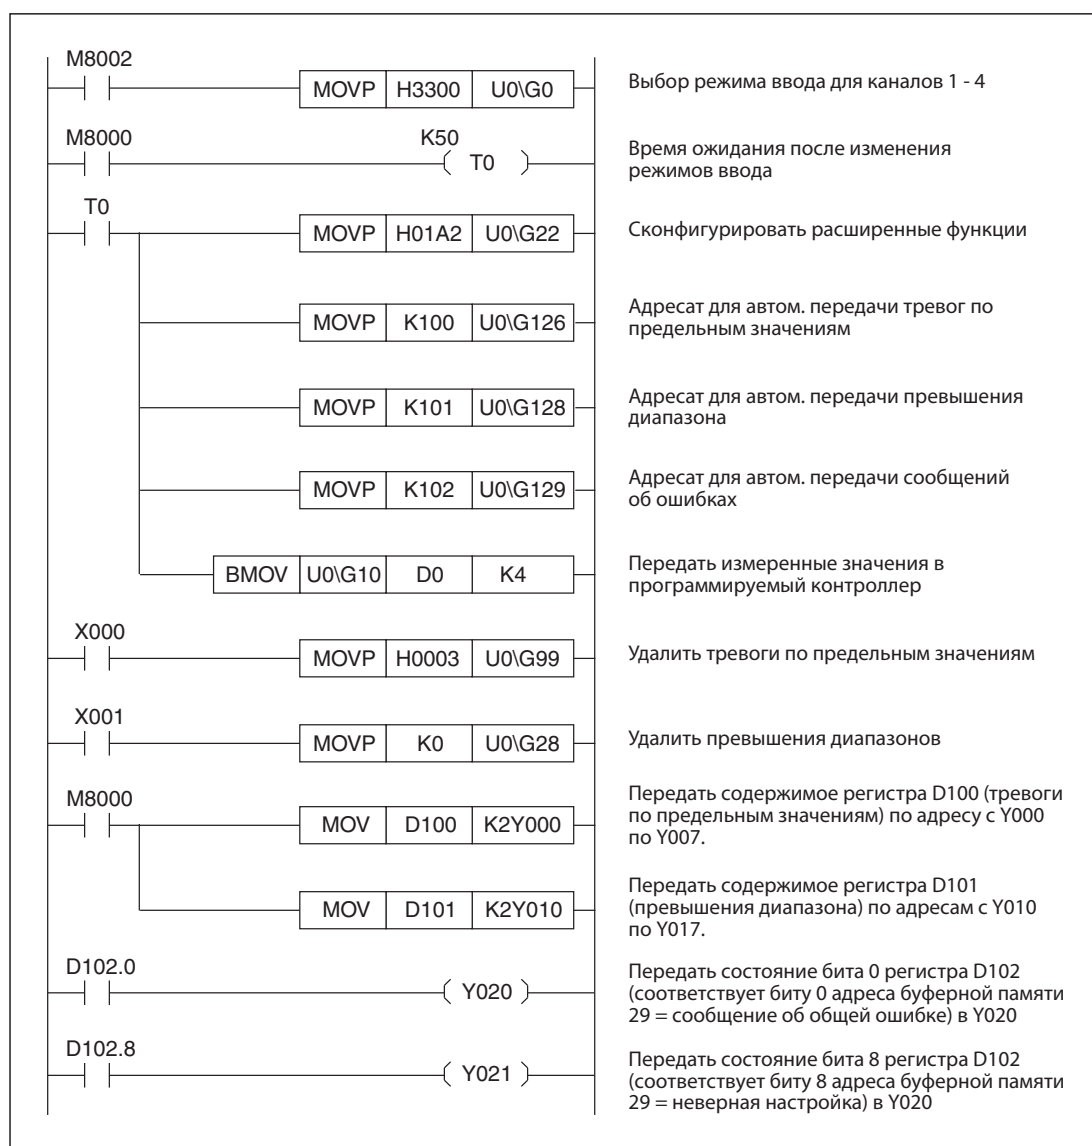 M8002
MOVP H3300 U0\G0
Выбор режима ввода для каналов 1 - 4
M8000
K50
T0
Время ожидания после изменения
режимов ввода
T0
MOVP H01A2 U0\G22
Сконфигурировать расширенные функции
MOVP K100 U0\G126
Адресат для автом. передачи тревог по
предельным значениям
MOVP K101 U0\G128
Адресат для автом. передачи превышения
диапазона
MOVP K102 U0\G129
Адресат для автом. передачи сообщений
об ошибках
BMOV U0\G10 D0 K4
Передать измеренные значения в
программируемый контроллер
X000
MOVP H0003 U0\G99
Удалить тревоги по предельным значениям
X001
MOVP K0 U0\G28
Удалить превышения диапазонов
M8000
MOV D100 K2Y000
Передать содержимое регистра D100 (тревоги
по предельным значениям) по адресу с Y000
по Y007.
MOV D101 K2Y010
Передать содержимое регистра D101
(превышения диапазона) по адресам с Y010
по Y017.
D102.0
Y020
Передать состояние бита 0 регистра D102
(соответствует биту 0 адреса буферной памяти
29 = сообщение об общей ошибке) в Y020
D102.8
Y021
Передать состояние бита 8 регистра D102
(соответствует биту 8 адреса буферной памяти
29 = неверная настройка) в Y020